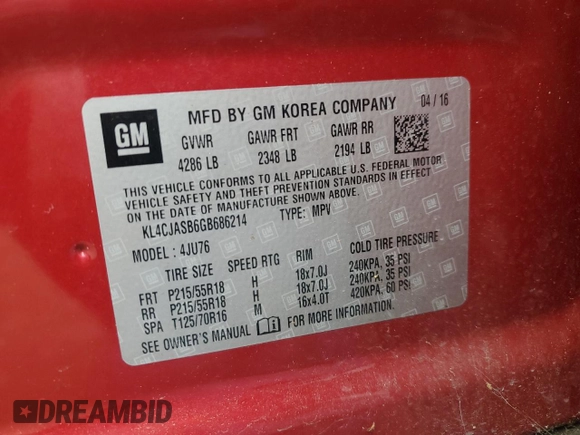 GM
MFD BY GM KOREA COMPANY 04 / 16
GVWR GAWR FRT GAWR RR
4286 LB 2348 LB 2194 LB
THIS VEHICLE CONFORMS TO ALL APPLICABLE U.S. FEDERAL MOTOR
VEHICLE SAFETY AND THEFT PREVENTION STANDARDS IN EFFECT
ON THE DATE OF MANUFACTURE SHOWN ABOVE.
KL4CJASB6GB686214 TYPE: MPV
MODEL : 4JU76
TIRE SIZE SPEED RTG RIM COLD TIRE PRESSURE
FRT P215/55R18 H 18x7.0J 240KPA, 35 PSI
RR P215/55R18 H 18x7.0J 240KPA, 35 PSI
SPA T125/70R16 M 16x4.0T 420KPA, 60 PSI
SEE OWNER'S MANUAL FOR MORE INFORMATION.
DREAMBID